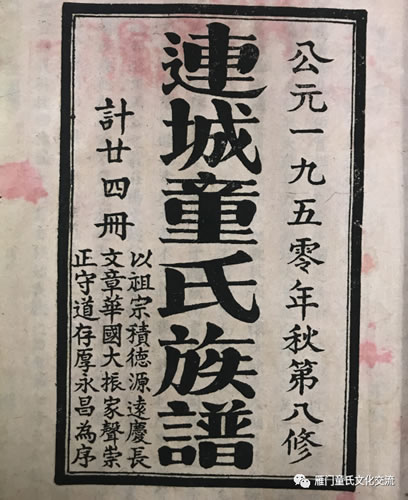 公元一九五零年秋第八修
連城童氏族譜
計廿四冊
以祖宗積德源遠慶長
文章華國大振家聲崇
正守道存厚永昌為序
雁门童氏文化交流